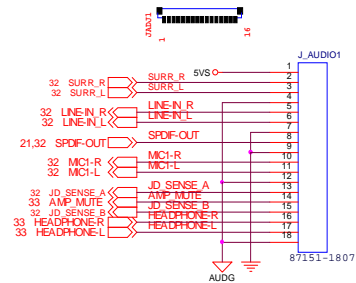 JADJ1
1 16
J_AUDIO1
5VS
1
32 SURR_R SURR_R 2
32 SURR_L SURR_L 3
4
32 LINE-IN_R LINE-IN_R 5
32 LINE-IN_L LINE-IN_L 6
7
21,32 SPDIF-OUT SPDIF-OUT 8
9
32 MIC1-R MIC1-R 10
32 MIC1-L MIC1-L 11
12
32 JD_SENSE_A JD_SENSE_A 13
33 AMP_MUTE AMP_MUTE 14
32 JD_SENSE_B JD_SENSE_B 15
33 HEADPHONE-R HEADPHONE-R 16
33 HEADPHONE-L HEADPHONE-L 17
18
87151-1807
AUDG